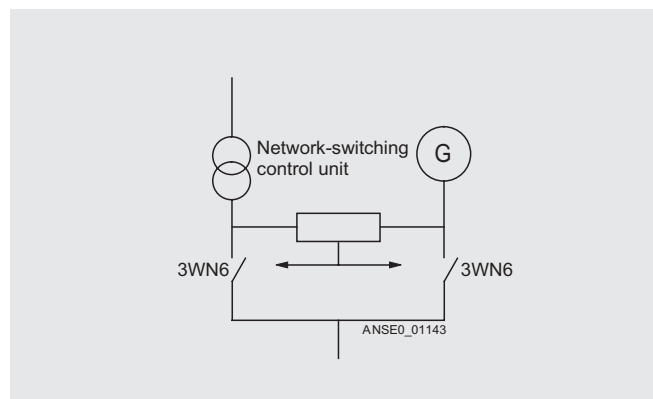 Network-switching
control unit
G
3WN6
3WN6
ANSE0_01143